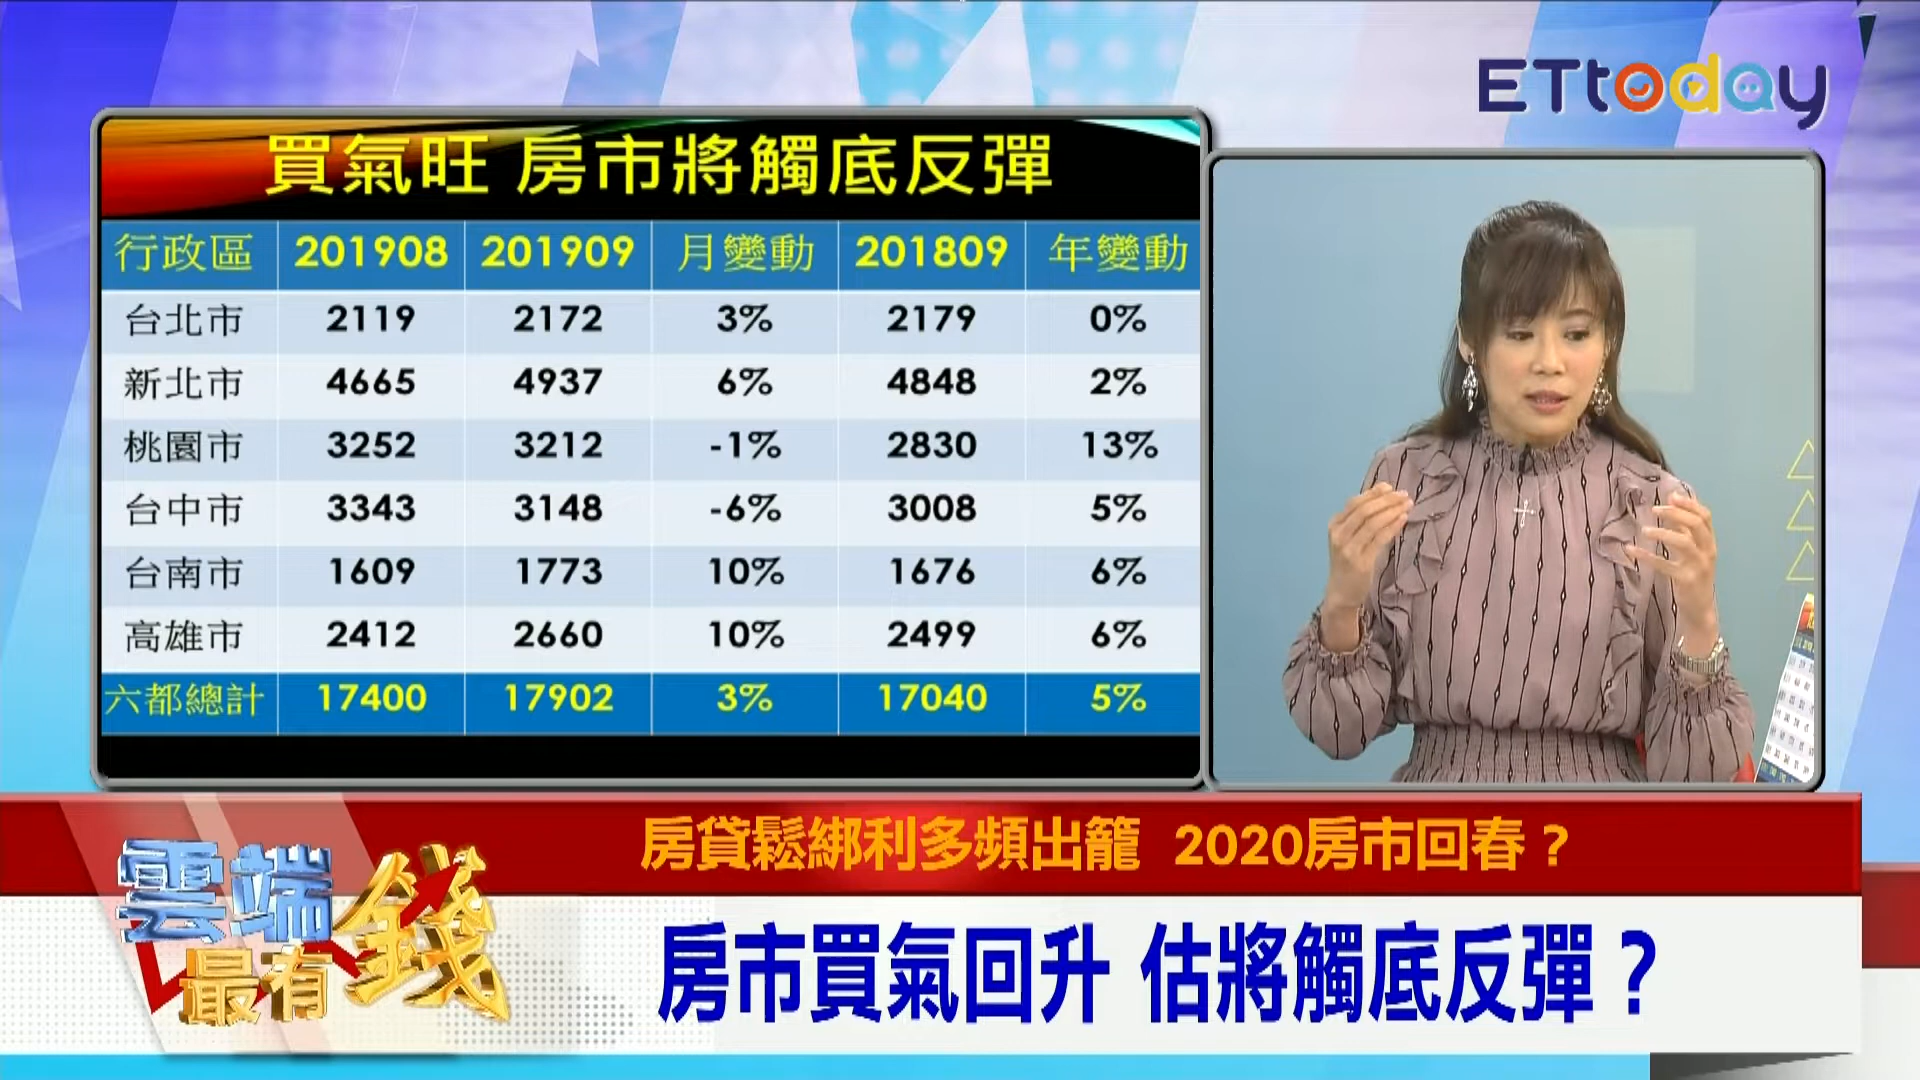 ETtoday
買氣旺 房市將觸底反彈
行政區 201908 201909 月變動 201809 年變動
台北市 2119 2172 3% 2179 0%
新北市 4665 4937 6% 4848 2%
桃園市 3252 3212 -1% 2830 13%
台中市 3343 3148 -6% 3008 5%
台南市 1609 1773 10% 1676 6%
高雄市 2412 2660 10% 2499 6%
六都總計 17400 17902 3% 17040 5%
房貸鬆綁利多頻出籠 2020房市回春？
雲端
最有錢
房市買氣回升 估將觸底反彈？